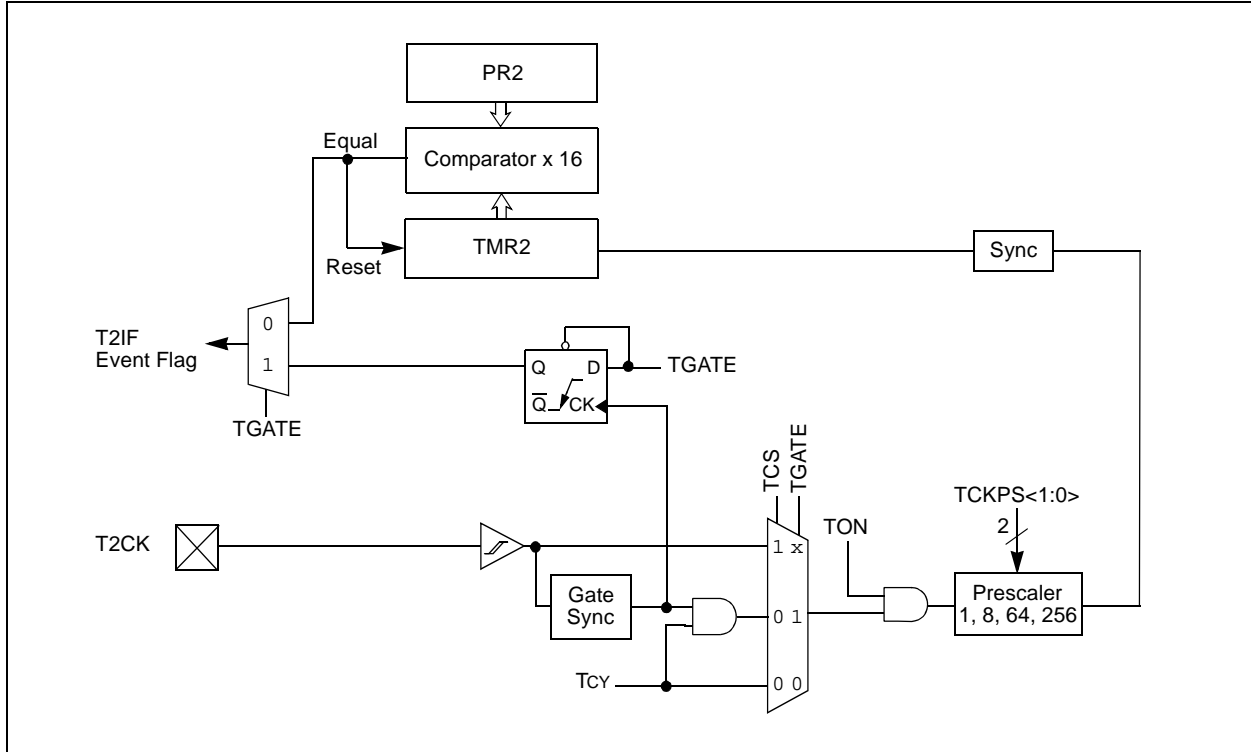 PR2
Equal
Comparator x 16
TMR2
Reset
Sync
0
1
T2IF
Event Flag
TGATE
Q
D
Q̅
CK
TGATE
TCS
TGATE
TCKPS<1:0>
2
TON
T2CK
1 x
Gate
Sync
0 1
Prescaler
1, 8, 64, 256
TCY
0 0